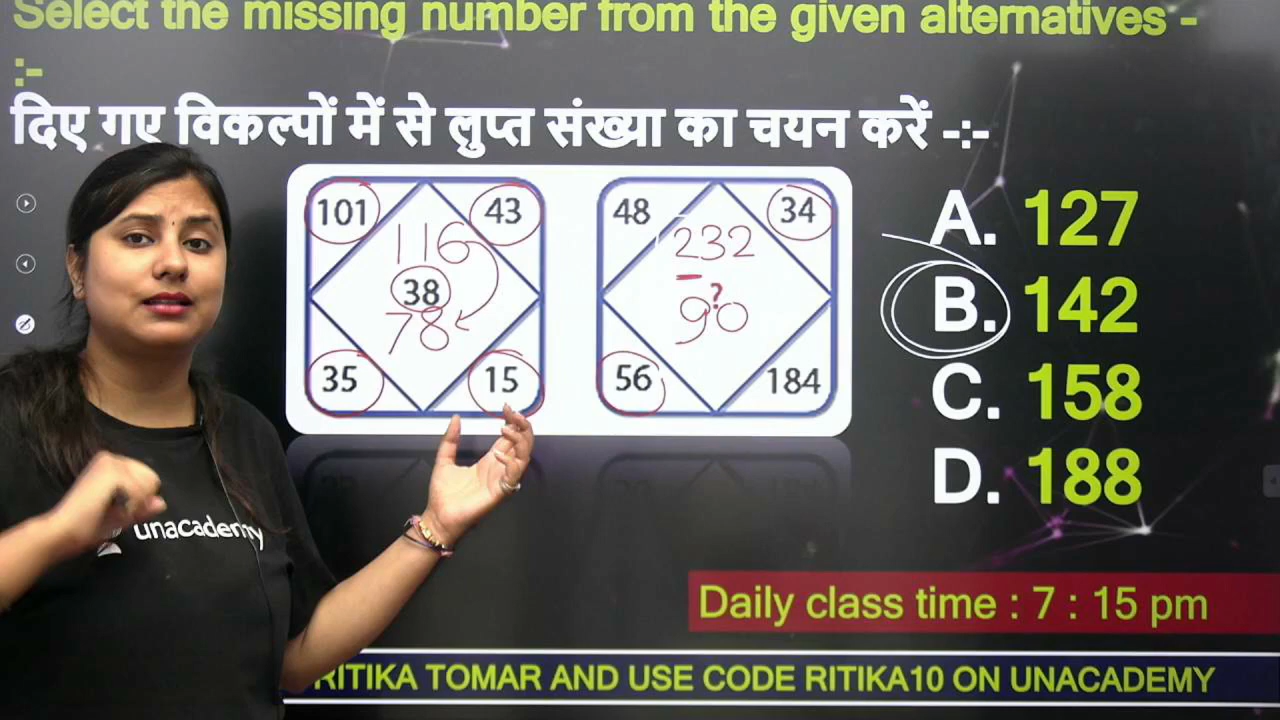 Select the missing number from the given alternatives -
:-
दिए गए विकल्पों में से लुप्त संख्या का चयन करें -:-
101 43
116
38
78
35 15
48 34
232
?
90
56 184
A. 127
B. 142
C. 158
D. 188
unacademy
Daily class time : 7 : 15 pm
RITIKA TOMAR AND USE CODE RITIKA10 ON UNACADEMY